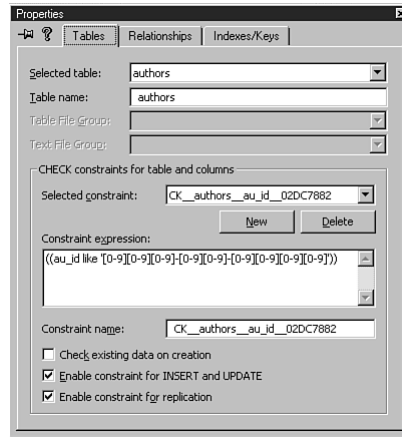 Properties
Tables Relationships Indexes/Keys
Selected table: authors
Table name: authors
Table File Group:
Text File Group:
CHECK constraints for table and columns
Selected constraint: CK__authors__au_id__02DC7882
New Delete
Constraint expression:
((au_id like '[0-9][0-9][0-9]-[0-9][0-9]-[0-9][0-9][0-9][0-9]'))
Constraint name: CK__authors__au_id__02DC7882
Check existing data on creation
Enable constraint for INSERT and UPDATE
Enable constraint for replication